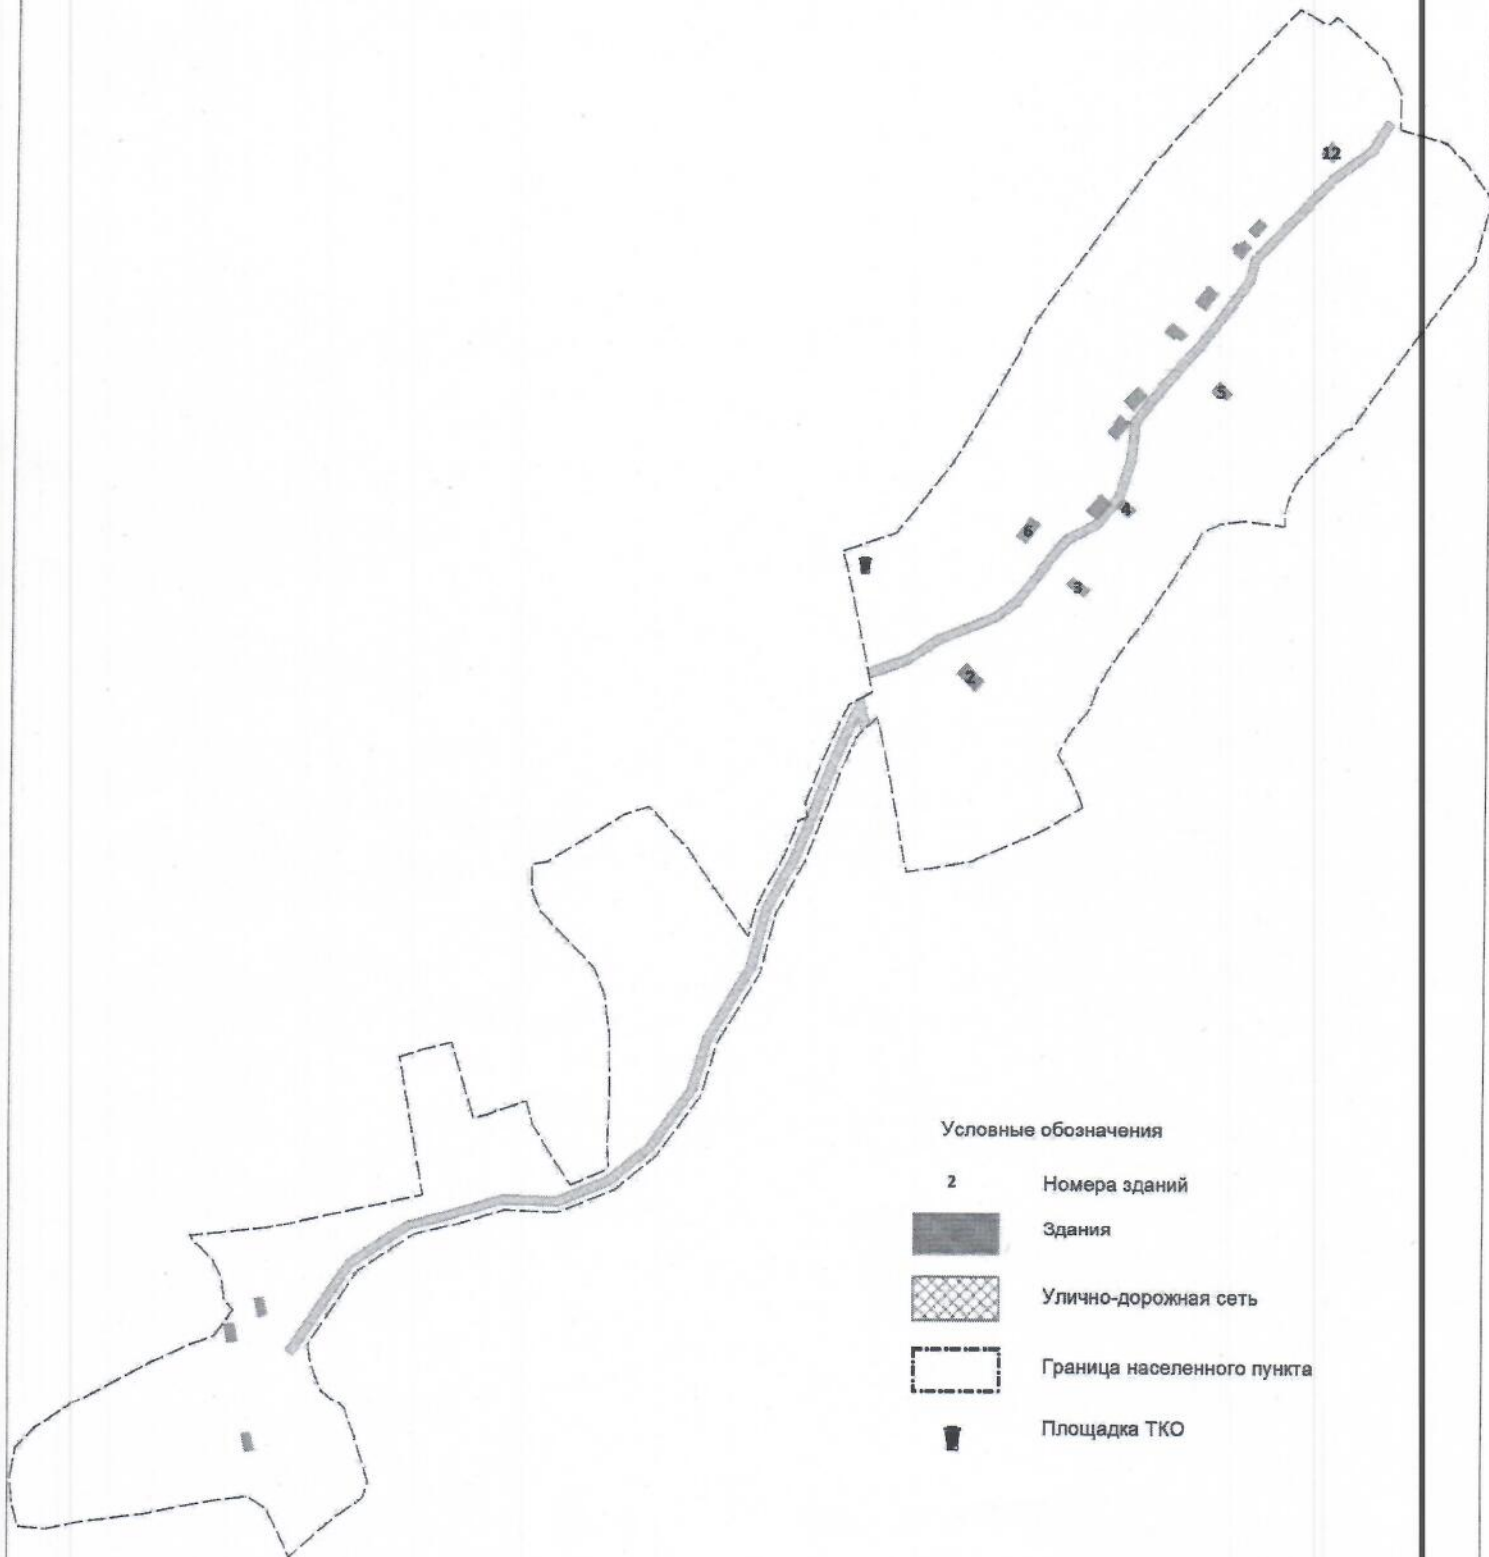 12
5
4
6
3
2
Условные обозначения
2 Номера зданий
Здания
Улично-дорожная сеть
Граница населенного пункта
Площадка ТКО